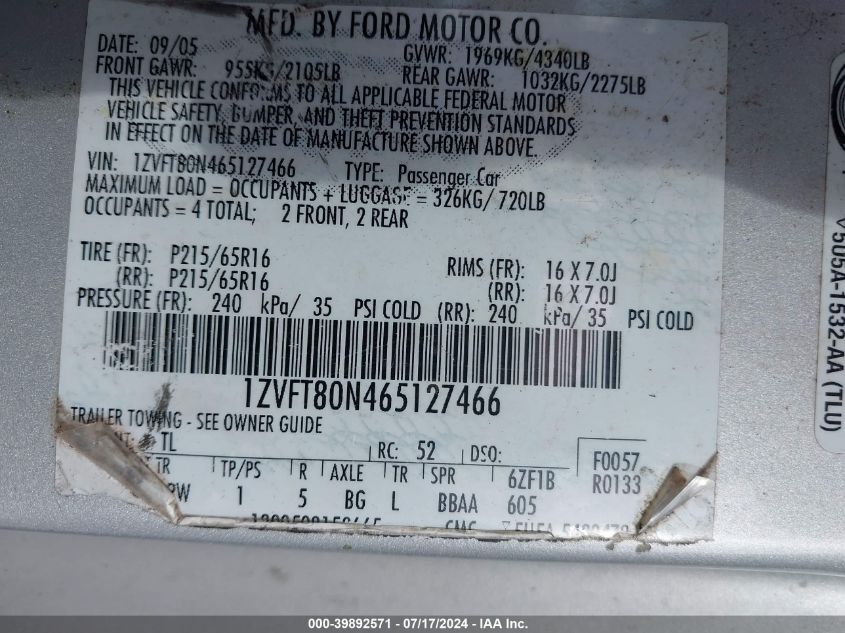 MFD. BY FORD MOTOR CO.
DATE: 09/05 GVWR: 1969KG/4340LB
FRONT GAWR: 955KG/2105LB REAR GAWR: 1032KG/2275LB
THIS VEHICLE CONFORMS TO ALL APPLICABLE FEDERAL MOTOR
VEHICLE SAFETY, BUMPER, AND THEFT PREVENTION STANDARDS
IN EFFECT ON THE DATE OF MANUFACTURE SHOWN ABOVE.
VIN: 1ZVFT80N465127466 TYPE: Passenger Car
MAXIMUM LOAD = OCCUPANTS + LUGGAGE = 326KG/720LB
OCCUPANTS = 4 TOTAL; 2 FRONT, 2 REAR
TIRE (FR): P215/65R16 RIMS (FR): 16 X 7.0J
(RR): P215/65R16 (RR): 16 X 7.0J
PRESSURE (FR): 240 kPa/ 35 PSI COLD (RR): 240 kPa/ 35 PSI COLD
1ZVFT80N465127466
TRAILER TOWING - SEE OWNER GUIDE
TL RC: 52 DSO: F0057
TR TP/PS R AXLE TR SPR 6ZF1B R0133
1 5 BG L BBAA 605
V5U5A-1532-AA (TLU)
000-39892571 - 07/17/2024 - IAA Inc.